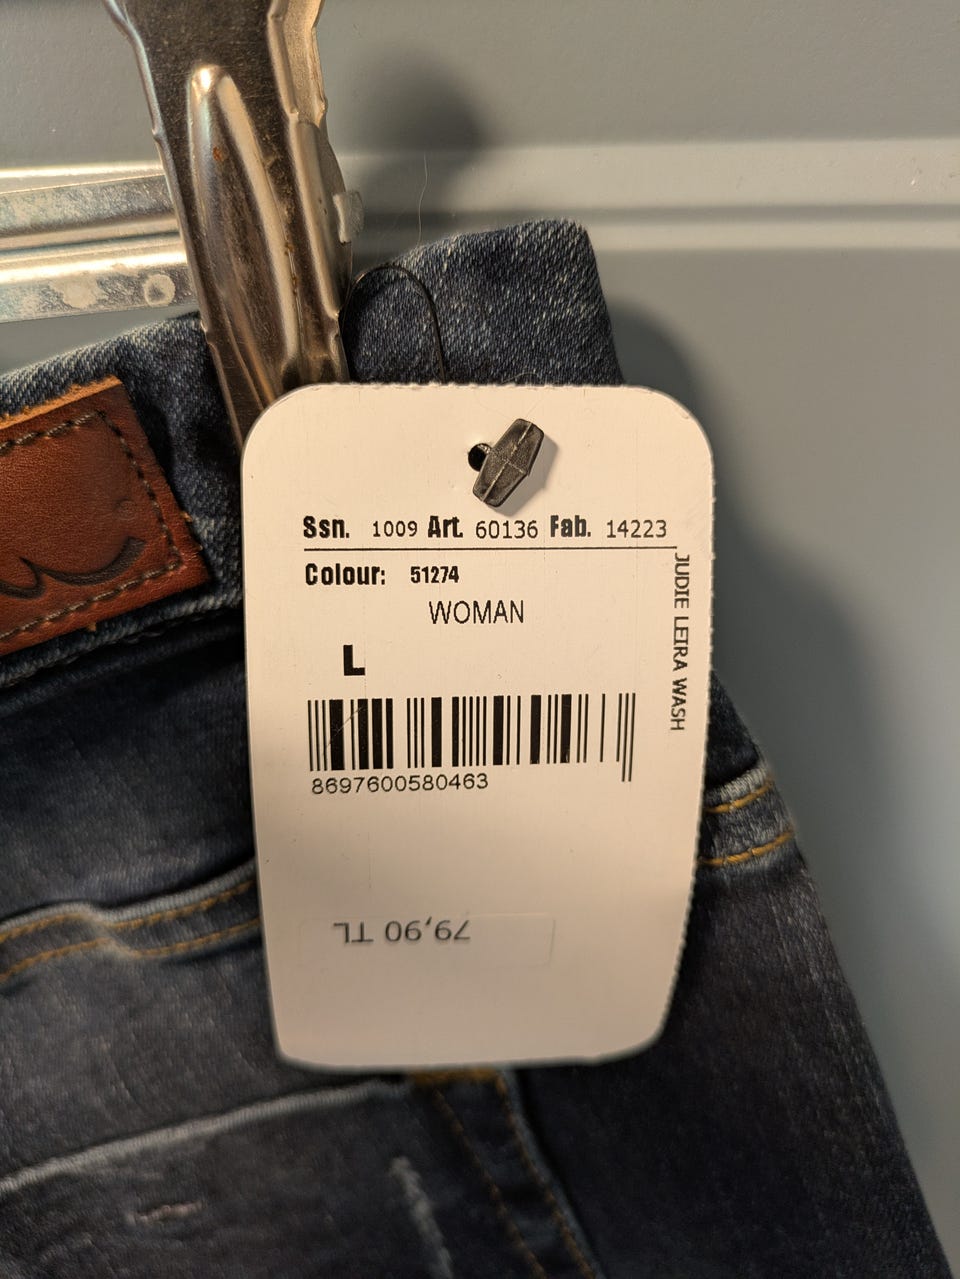 Ssn. 1009 Art. 60136 Fab. 14223
Colour: 51274
WOMAN
L
JUDIE LEIRA WASH
8697600580463
79,90 TL